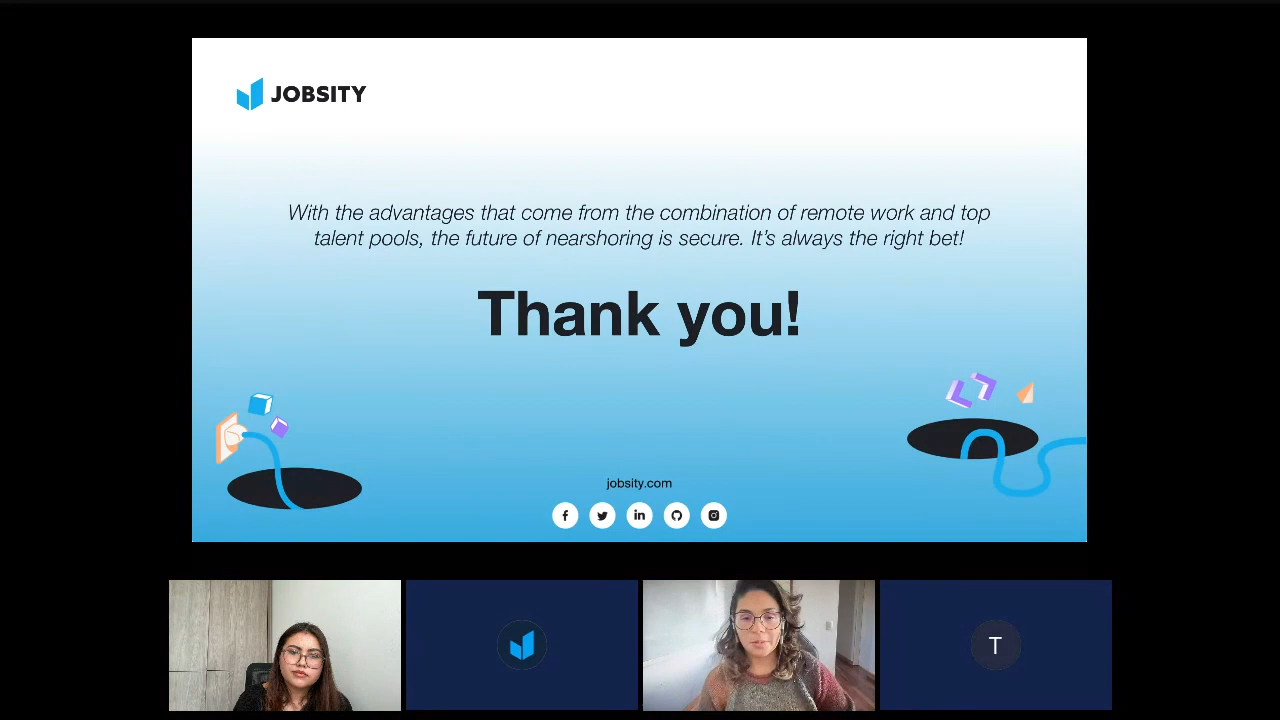 JOBSITY
With the advantages that come from the combination of remote work and top
talent pools, the future of nearshoring is secure. It's always the right bet!
Thank you!
jobsity.com
T